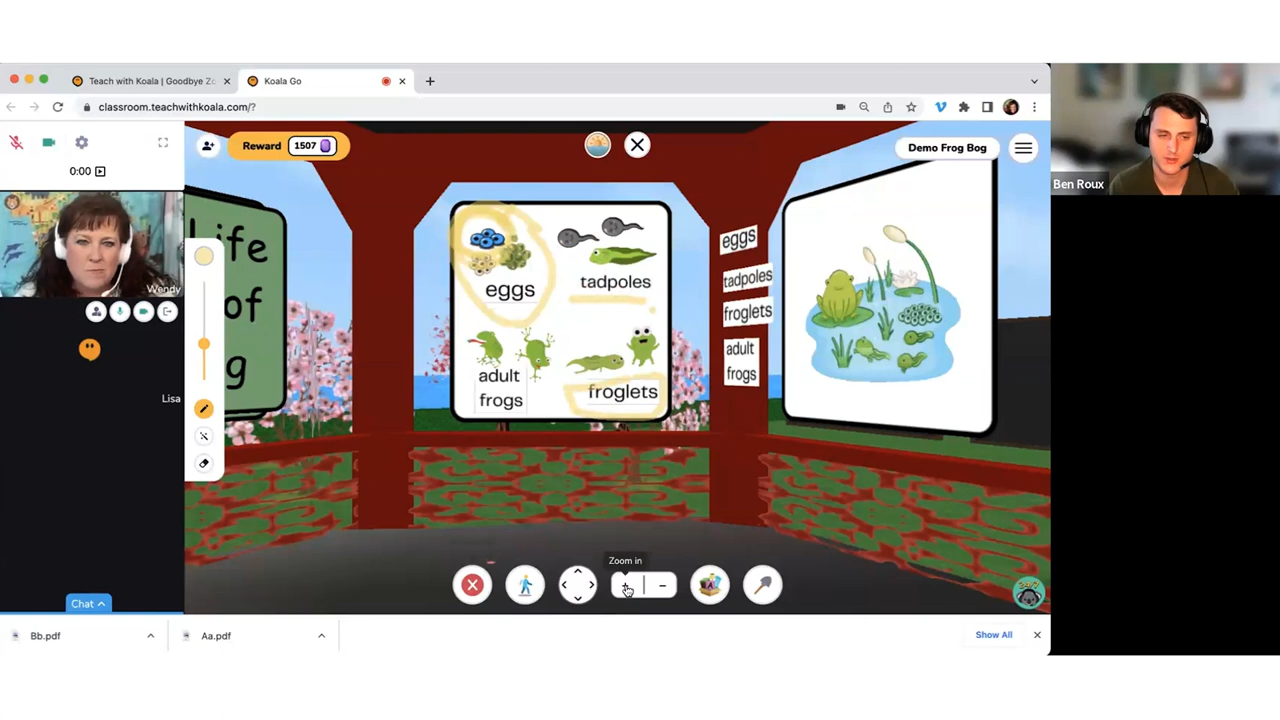 Teach with Koala | Goodbye Zo
Koala Go
classroom.teachwithkoala.com/?
Reward 1507
Demo Frog Bog
0:00
Ben Roux
Wendy
Life
of
eggs
tadpoles
adult
frogs
froglets
eggs
tadpoles
froglets
adult
frogs
Lisa
Zoom in
Chat
Bb.pdf
Aa.pdf
Show All